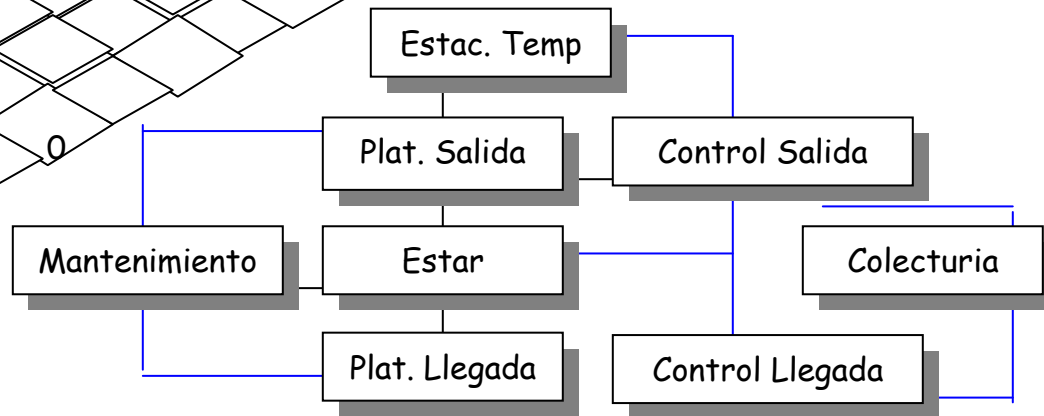 Estac. Temp
0
Plat. Salida
Control Salida
Mantenimiento
Estar
Colecturia
Plat. Llegada
Control Llegada